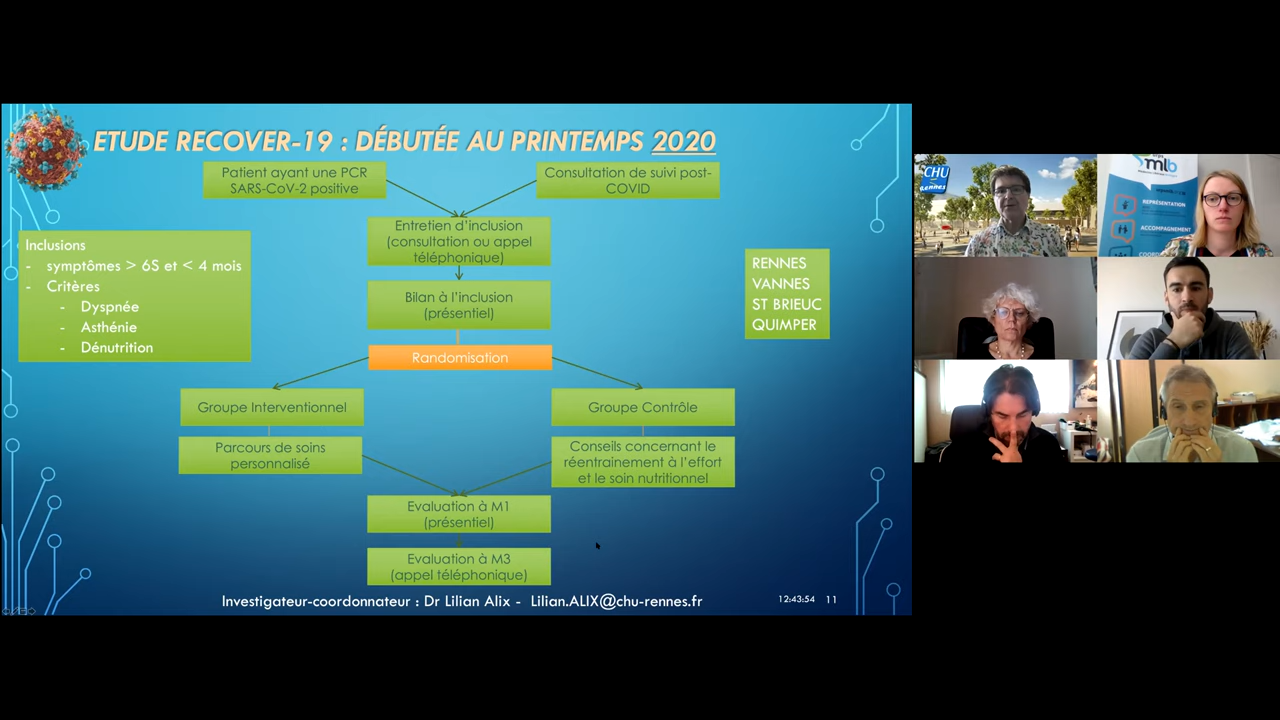 ETUDE RECOVER-19 : DÉBUTÉE AU PRINTEMPS 2020
Patient ayant une PCR
SARS-CoV-2 positive
Consultation de suivi post-
COVID
Entretien d'inclusion
(consultation ou appel
téléphonique)
Inclusions
- symptômes > 6S et < 4 mois
- Critères
- Dyspnée
- Asthénie
- Dénutrition
Bilan à l'inclusion
(présentiel)
RENNES
VANNES
ST BRIEUC
QUIMPER
Randomisation
Groupe Interventionnel
Groupe Contrôle
Parcours de soins
personnalisé
Conseils concernant le
réentrainement à l'effort
et le soin nutritionnel
Evaluation à M1
(présentiel)
Evaluation à M3
(appel téléphonique)
Investigateur-coordonnateur : Dr Lilian Alix - Lilian.ALIX@chu-rennes.fr
12:43:54 11
CHU
Rennes
mlb
REPRÉSENTATION
ACCOMPAGNEMENT